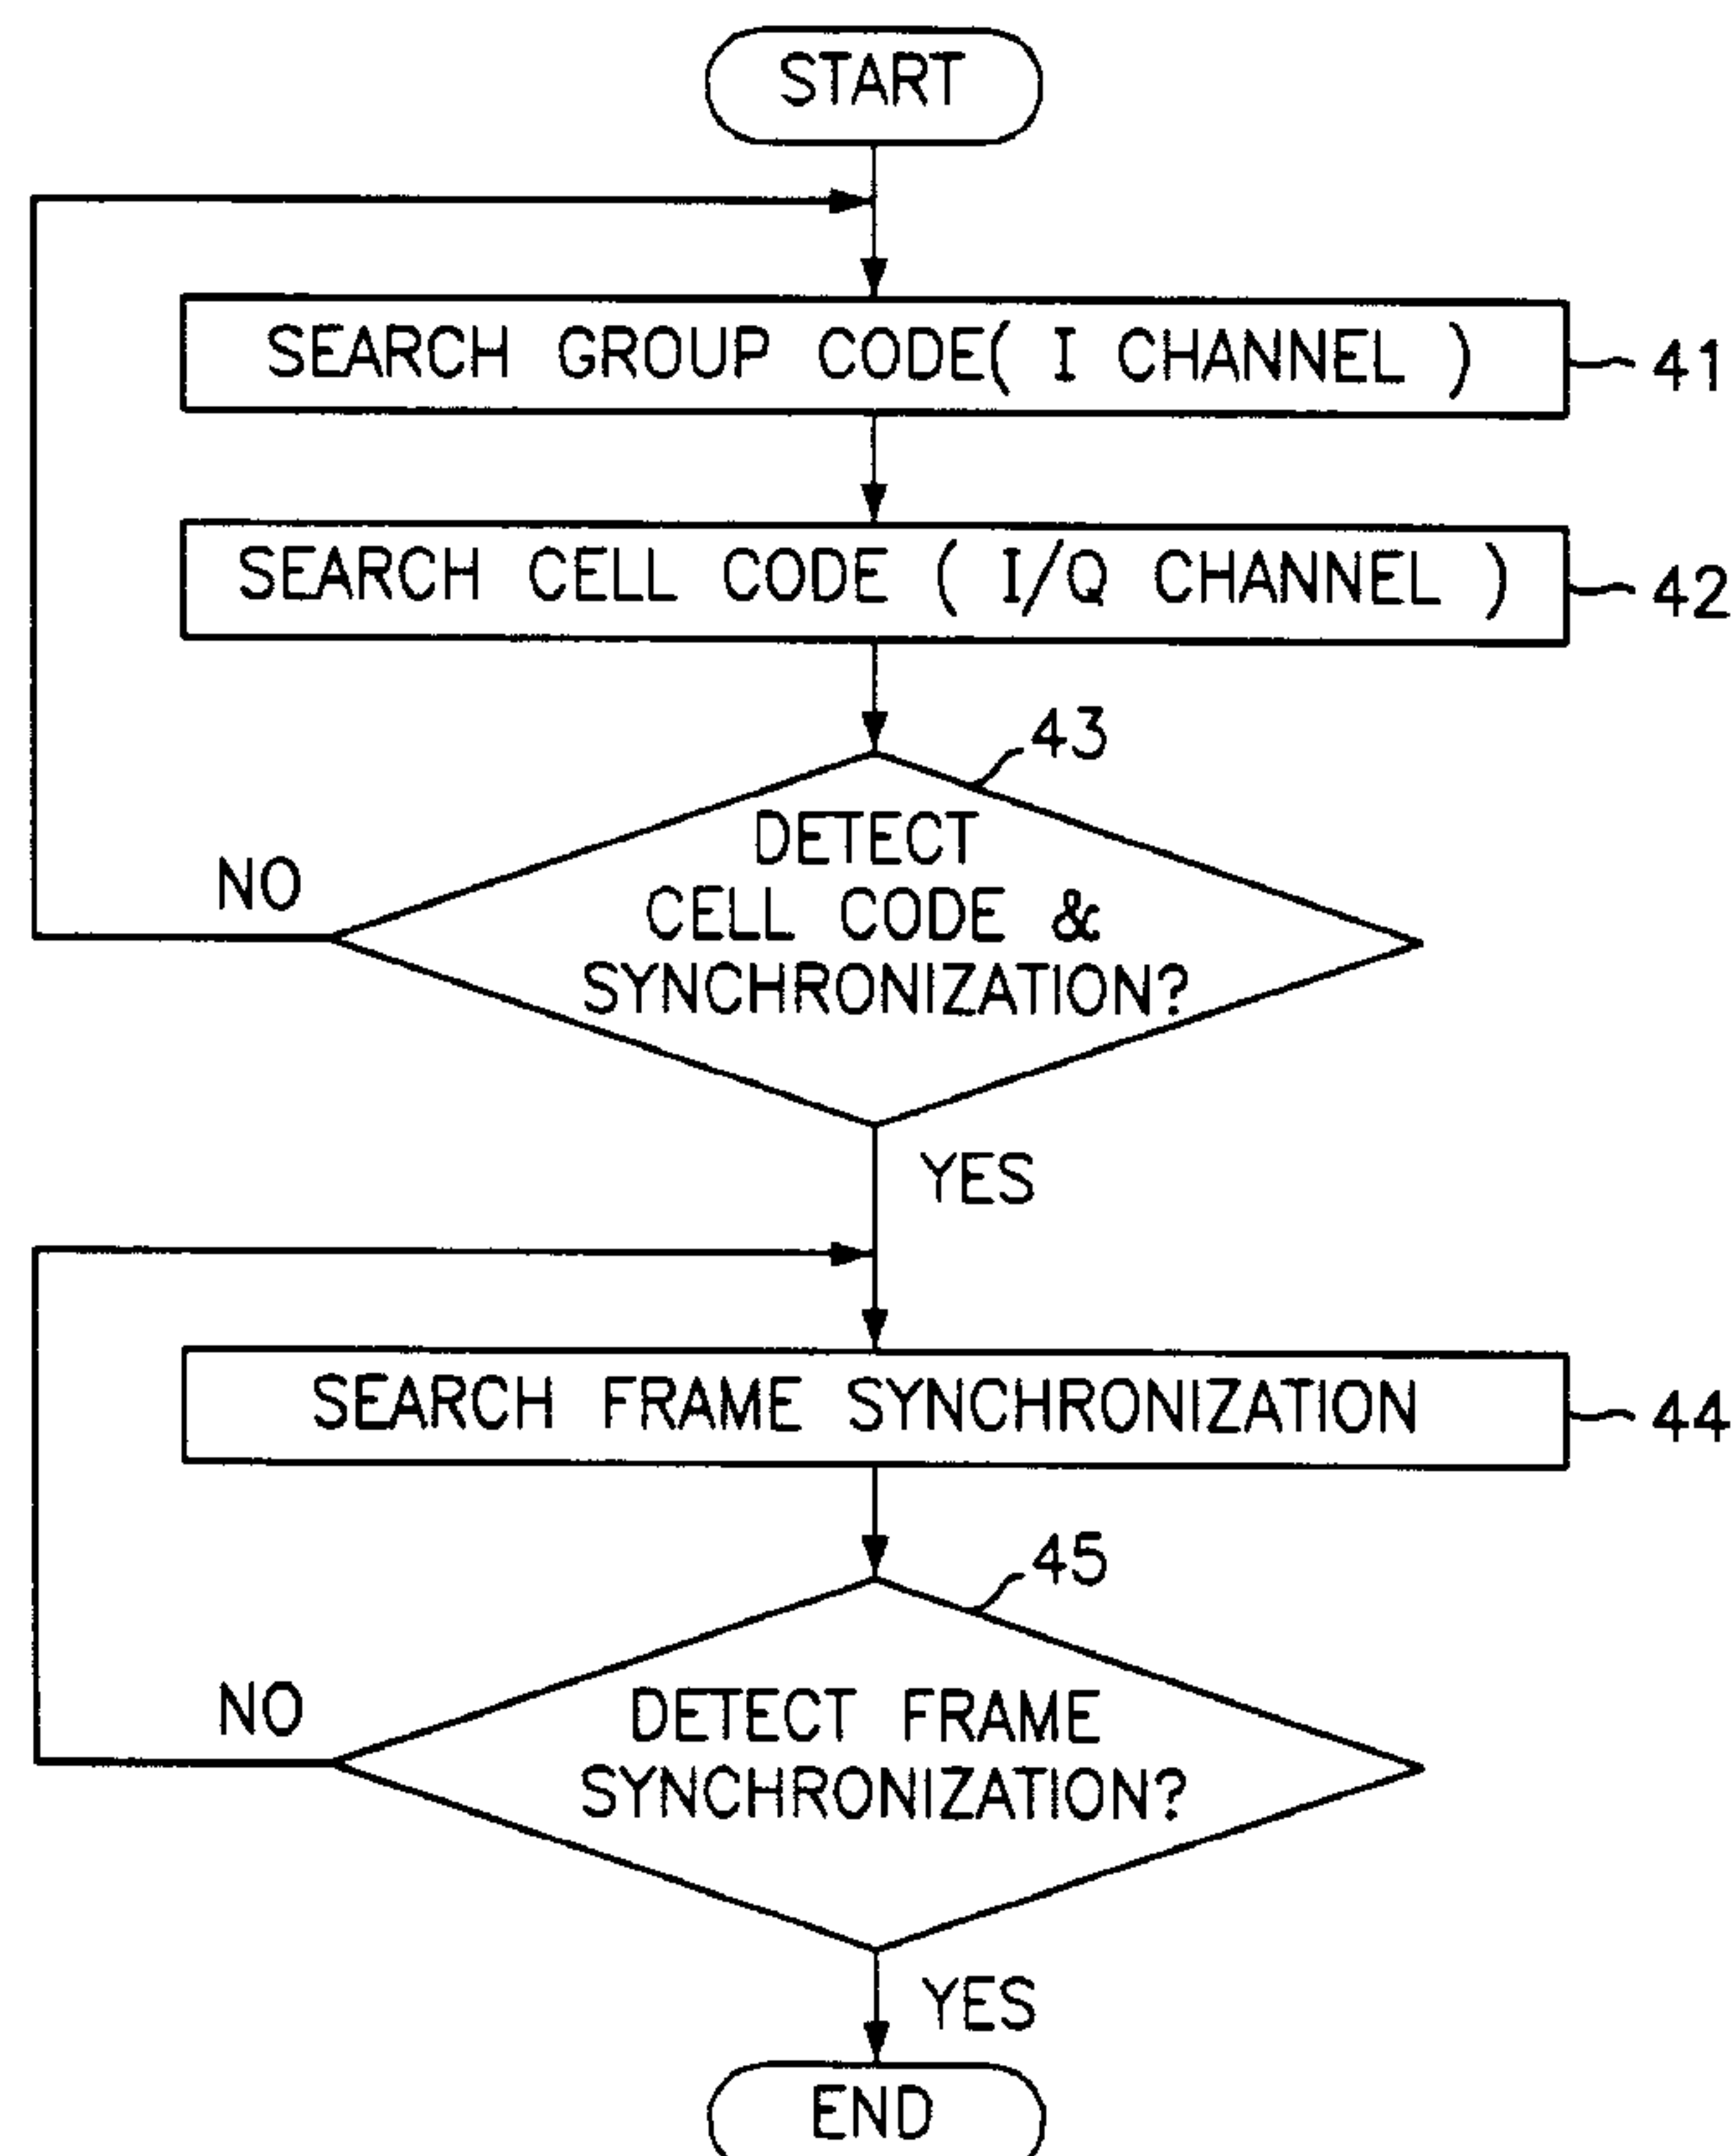 START
SEARCH GROUP CODE( I CHANNEL )
41
SEARCH CELL CODE ( I/Q CHANNEL )
42
43
DETECT
CELL CODE &
SYNCHRONIZATION?
NO
YES
SEARCH FRAME SYNCHRONIZATION
44
45
DETECT FRAME
SYNCHRONIZATION?
NO
YES
END